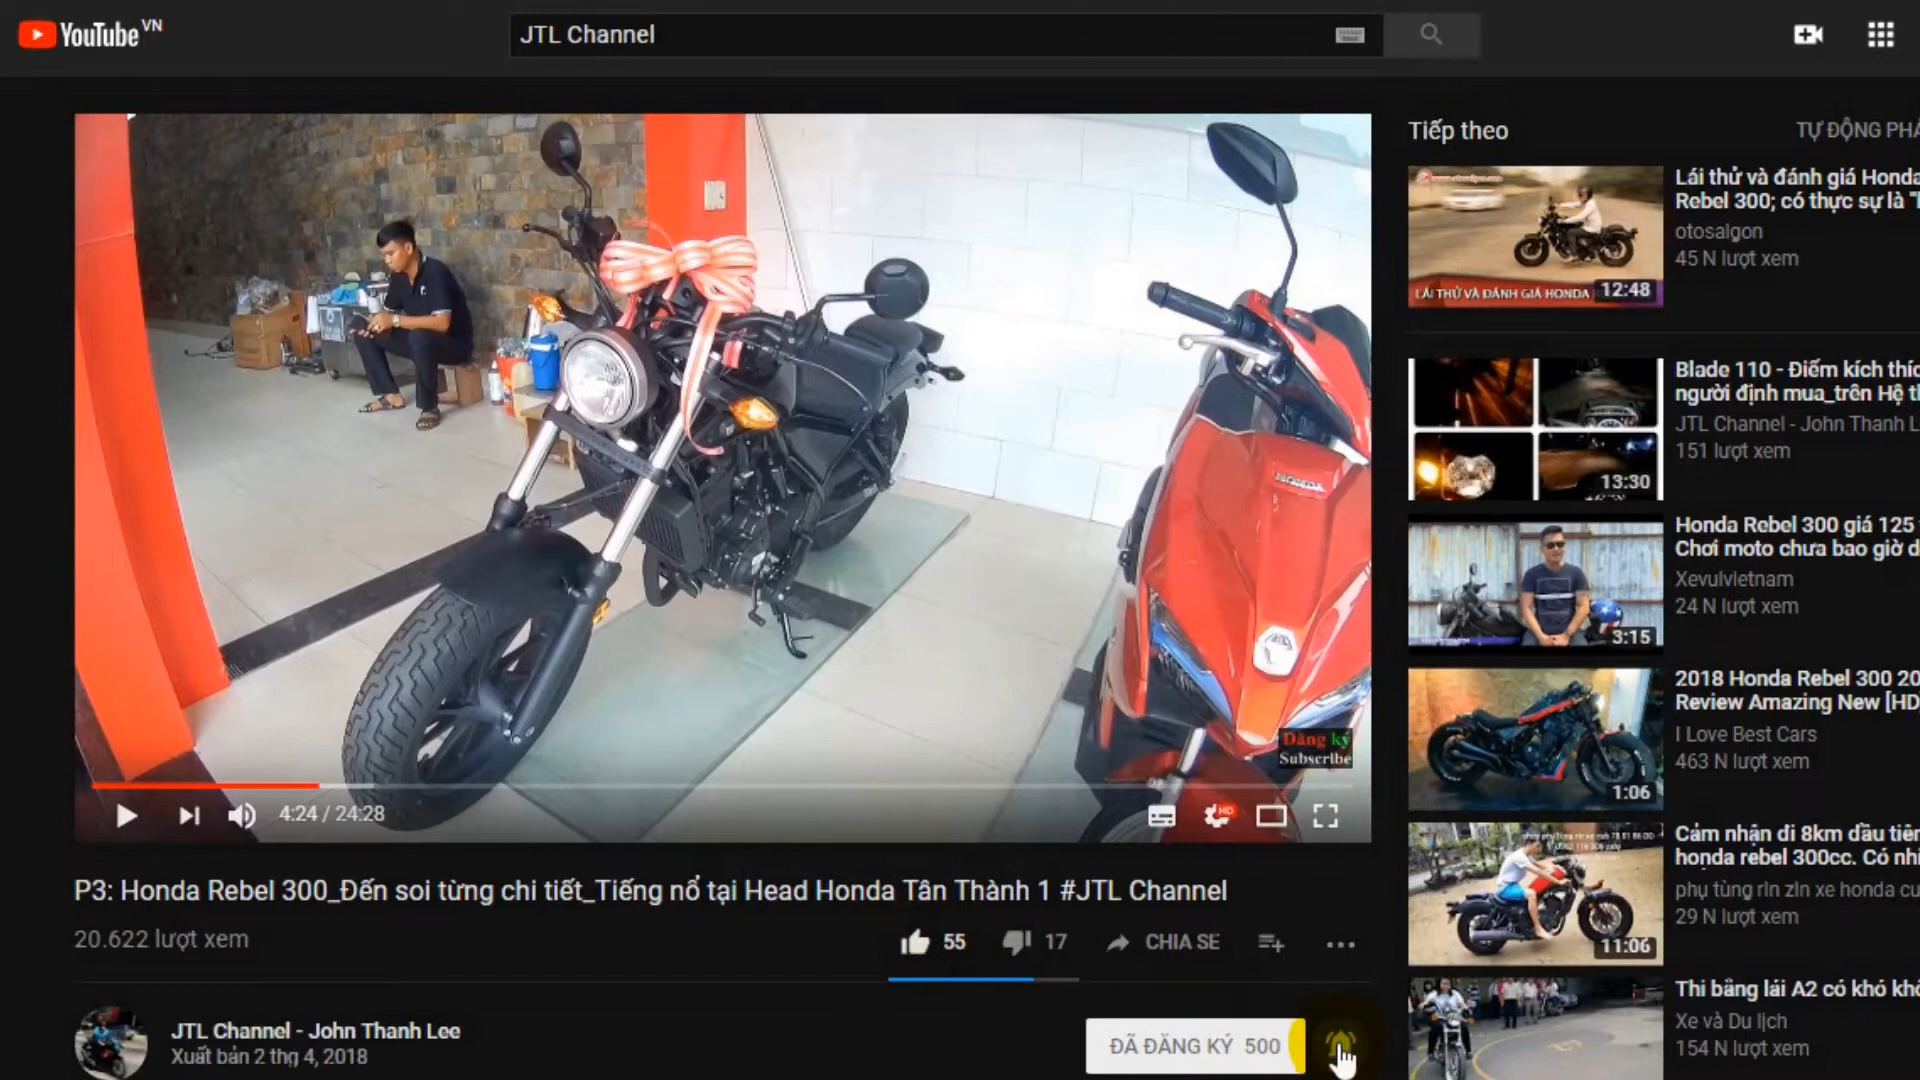 YouTube VN
JTL Channel
HONDA
Đăng ký
Subscribe
4:24 / 24:28
HD
P3: Honda Rebel 300_Đến soi từng chi tiết_Tiếng nổ tại Head Honda Tân Thành 1 #JTL Channel
20.622 lượt xem
55
17
CHIA SẺ
JTL Channel - John Thanh Lee
Xuất bản 2 thg 4, 2018
ĐÃ ĐĂNG KÝ 500
Tiếp theo
TỰ ĐỘNG PHÁ
LÁI THỬ VÀ ĐÁNH GIÁ HONDA
12:48
Lái thử và đánh giá Honda
Rebel 300; có thực sự là "
otosaigon
45 N lượt xem
13:30
Blade 110 - Điểm kích thíc
người định mua_trên Hệ th
JTL Channel - John Thanh L
151 lượt xem
3:15
Honda Rebel 300 giá 125
Chơi moto chưa bao giờ d
Xevuivietnam
24 N lượt xem
1:06
2018 Honda Rebel 300 20
Review Amazing New [HD
I Love Best Cars
463 N lượt xem
11:06
Cảm nhận đi 8km đầu tiên
honda rebel 300cc. Có nhi
phụ tùng rin zin xe honda cu
29 N lượt xem
Thi bằng lái A2 có khó khô
Xe và Du lịch
154 N lượt xem